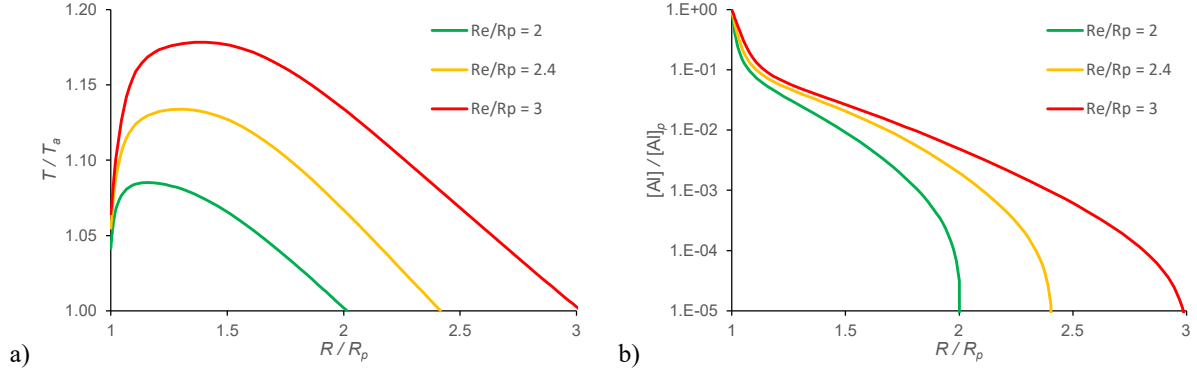 1.20
1.15
1.10
1.05
1.00
T / Ta
1
1.5
2
2.5
3
R / Rp
Re/Rp = 2
Re/Rp = 2.4
Re/Rp = 3
a)
1.E+00
1.E-01
1.E-02
1.E-03
1.E-04
1.E-05
[Al] / [Al]p
1
1.5
2
2.5
3
R / Rp
Re/Rp = 2
Re/Rp = 2.4
Re/Rp = 3
b)